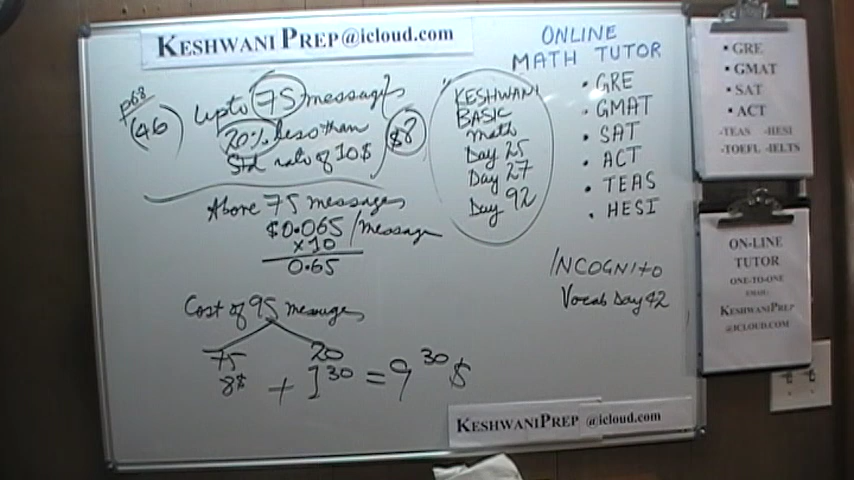 KESHWANI PREP@icloud.com
p68
(46)
Upto 75 messages
20% less than
Std rate of 10$
$8
Above 75 messages
$0.065 /message
x10
0.65
Cost of 95 messages
75 20
8$ + 1 30 = 9 30 $
KESHWANI
BASIC
Math
Day 25
Day 27
Day 92
ONLINE
MATH TUTOR
• GRE
• GMAT
• SAT
• ACT
• TEAS
• HESI
INCOGNITO
Vocab Day 42
KESHWANIPREP @icloud.com
• GRE
• GMAT
• SAT
• ACT
-TEAS -HESI
-TOEFL -IELTS
ON-LINE
TUTOR
ONE-TO-ONE
EMAIL:
KESHWANIPREP
@ICLOUD.COM